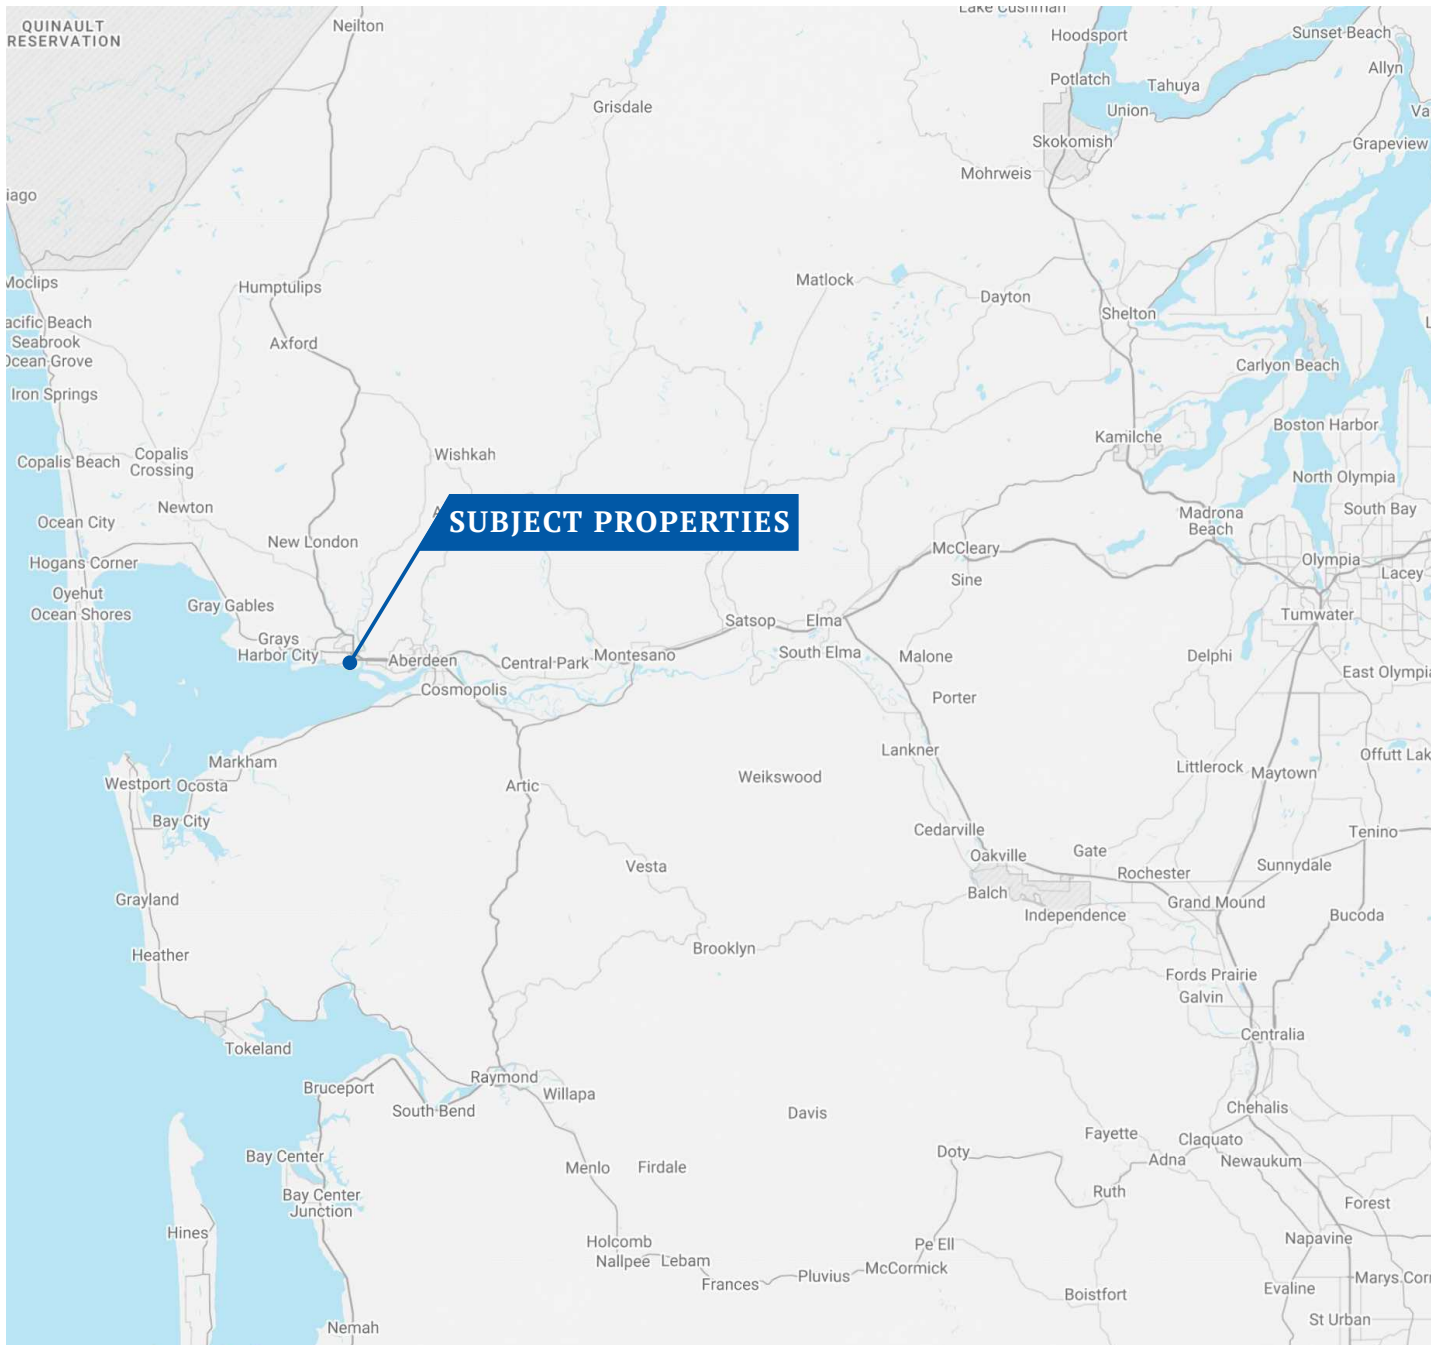 Lake Cushman
QUINAULT
RESERVATION
Neilton
Hoodsport
Sunset Beach
Allyn
Potlatch
Tahuya
Grisdale
Union
Va
Skokomish
Grapeview
Mohrweis
iago
Moclips
Humptulips
Matlock
Dayton
Shelton
acific Beach
Seabrook
Ocean Grove
Axford
Carlyon Beach
Iron Springs
Boston Harbor
Kamilche
Copalis Beach
Copalis
Crossing
Wishkah
North Olympia
Newton
South Bay
Madrona
Beach
Ocean City
SUBJECT PROPERTIES
New London
McCleary
Hogans Corner
Olympia
Lacey
Sine
Oyehut
Ocean Shores
Gray Gables
Satsop
Elma
Tumwater
Grays
Harbor City
Aberdeen
Central Park
Montesano
South Elma
Malone
Delphi
East Olympia
Cosmopolis
Porter
Lankner
Offutt Lak
Markham
Littlerock
Maytown
Westport
Ocosta
Artic
Weikswood
Bay City
Cedarville
Tenino
Oakville
Gate
Vesta
Rochester
Sunnydale
Balch
Grayland
Grand Mound
Independence
Bucoda
Heather
Brooklyn
Fords Prairie
Galvin
Centralia
Tokeland
Raymond
Bruceport
Willapa
South Bend
Davis
Chehalis
Fayette
Claquato
Bay Center
Doty
Adna
Newaukum
Menlo
Firdale
Bay Center
Junction
Ruth
Forest
Hines
Holcomb
Pe Ell
Napavine
Nallpee
Lebam
McCormick
Frances
Pluvius
Marys Corn
Boistfort
Evaline
St Urban
Nemah